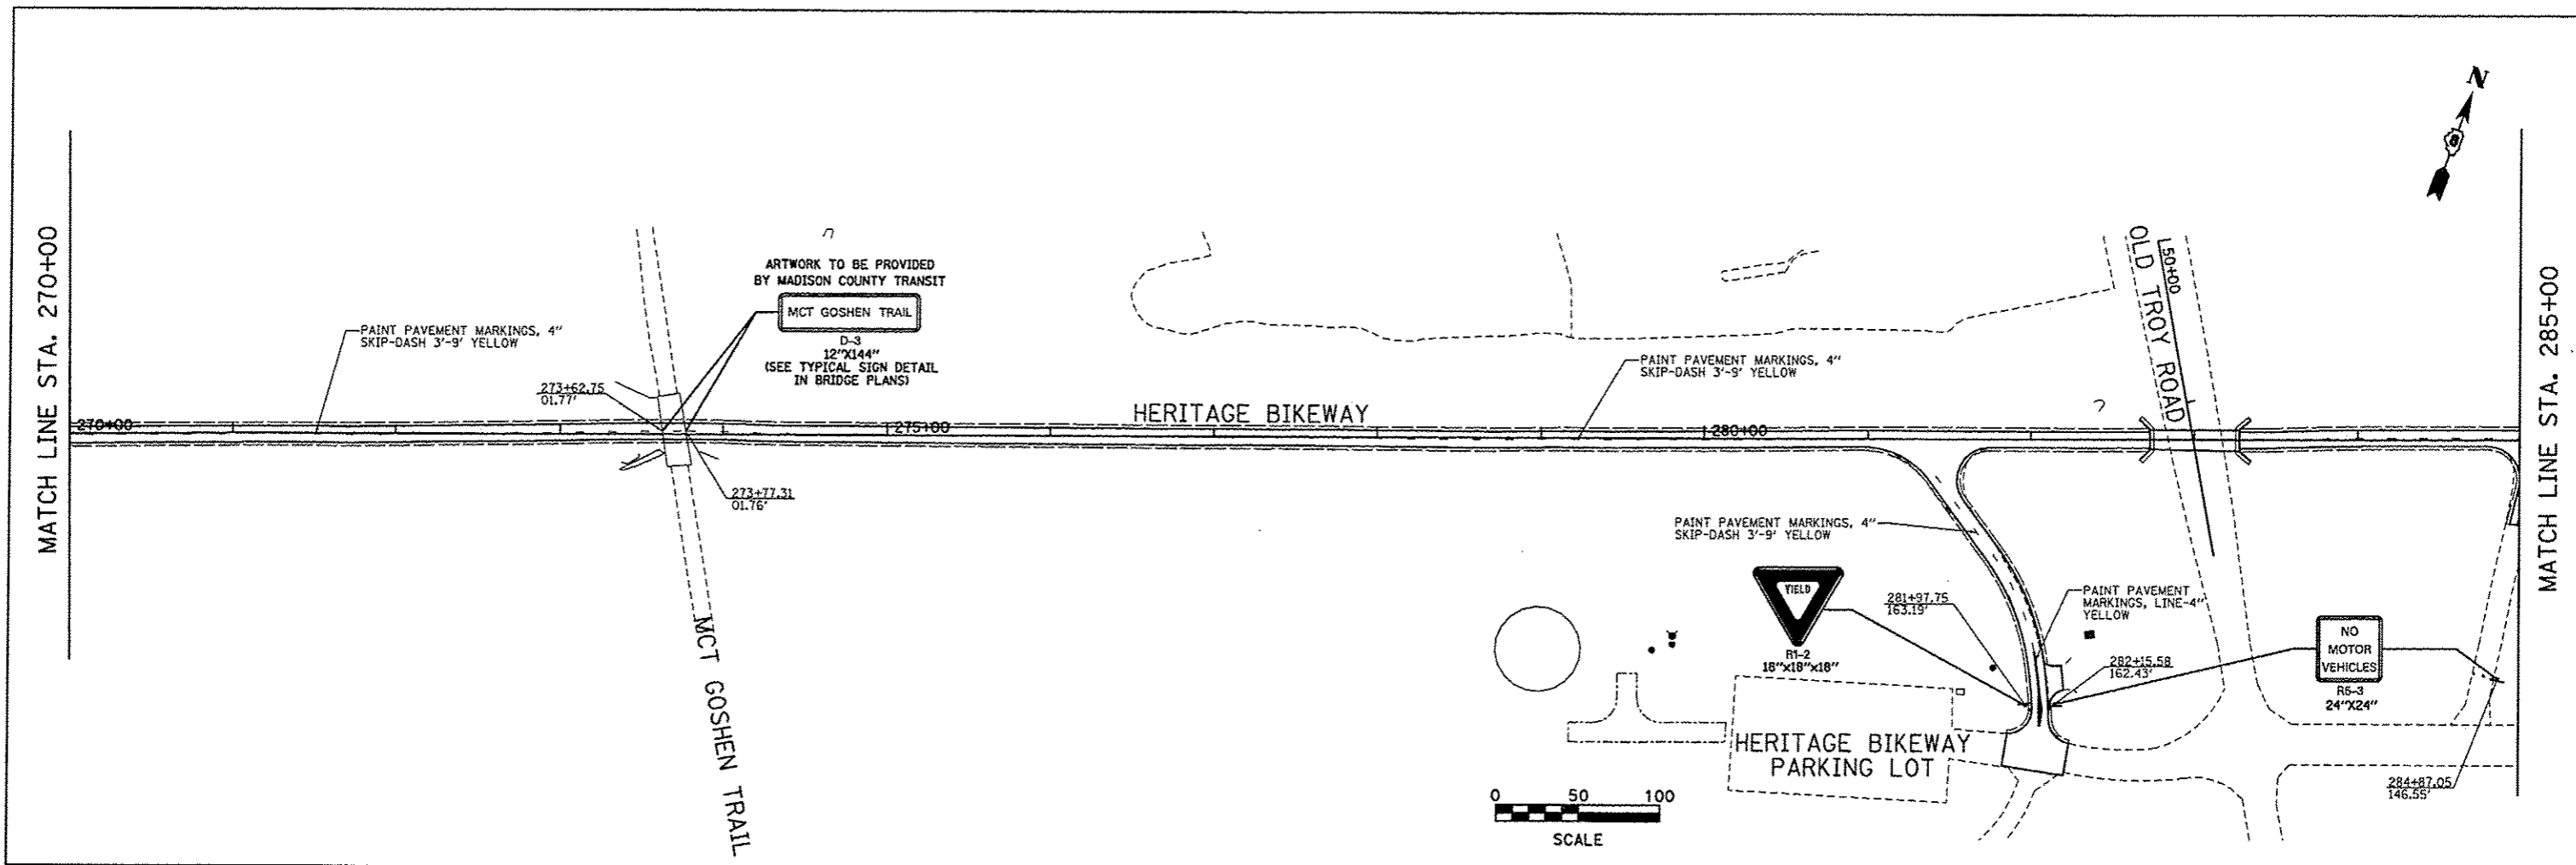 N
MATCH LINE STA. 270+00
ARTWORK TO BE PROVIDED
BY MADISON COUNTY TRANSIT
MCT GOSHEN TRAIL
D-3
12"X144"
(SEE TYPICAL SIGN DETAIL
IN BRIDGE PLANS)
PAINT PAVEMENT MARKINGS, 4"
SKIP-DASH 3'-9' YELLOW
273+62.75
01.77'
270+00
275+00
HERITAGE BIKEWAY
280+00
PAINT PAVEMENT MARKINGS, 4"
SKIP-DASH 3'-9' YELLOW
L50+00
OLD TROY ROAD
MATCH LINE STA. 285+00
273+77.31
01.76'
MCT GOSHEN TRAIL
PAINT PAVEMENT MARKINGS, 4"
SKIP-DASH 3'-9' YELLOW
YIELD
R1-2
18"x18"x18"
281+97.75
163.19'
PAINT PAVEMENT
MARKINGS, LINE-4"
YELLOW
282+15.58
162.43'
NO
MOTOR
VEHICLES
R5-3
24"X24"
HERITAGE BIKEWAY
PARKING LOT
284+87.05
146.55'
0 50 100
SCALE